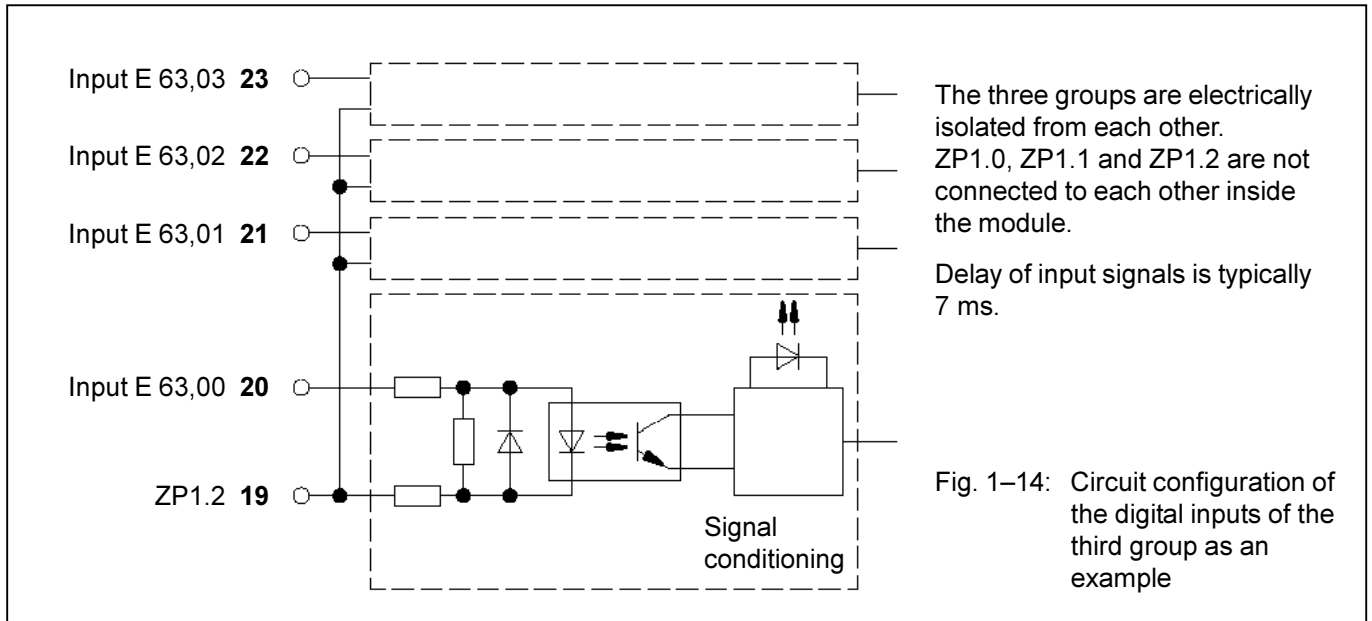 Input E 63,03 23
Input E 63,02 22
Input E 63,01 21
Input E 63,00 20
ZP1.2 19
Signal
conditioning
The three groups are electrically
isolated from each other.
ZP1.0, ZP1.1 and ZP1.2 are not
connected to each other inside
the module.
Delay of input signals is typically
7 ms.
Fig. 1–14: Circuit configuration of
the digital inputs of the
third group as an
example